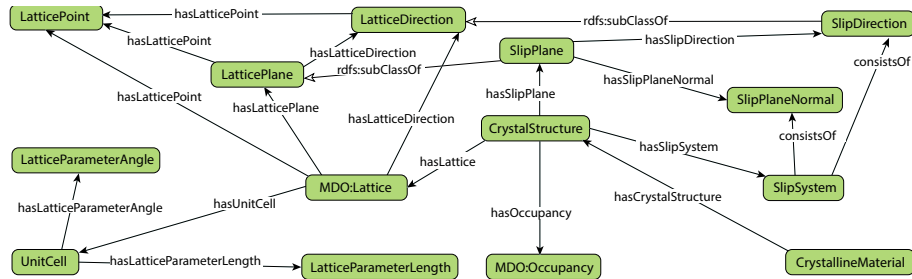 LatticePoint
hasLatticePoint
LatticeDirection
rdfs:subClassOf
SlipDirection
hasLatticePoint
hasLatticeDirection
SlipPlane
hasSlipDirection
LatticePlane
rdfs:subClassOf
hasSlipPlaneNormal
consistsOf
hasLatticePoint
hasLatticePlane
hasSlipPlane
SlipPlaneNormal
hasLatticeDirection
CrystalStructure
consistsOf
LatticeParameterAngle
hasLattice
hasSlipSystem
MDO:Lattice
SlipSystem
hasLatticeParameterAngle
hasUnitCell
hasOccupancy
hasCrystalStructure
UnitCell
hasLatticeParameterLength
LatticeParameterLength
MDO:Occupancy
CrystallineMaterial